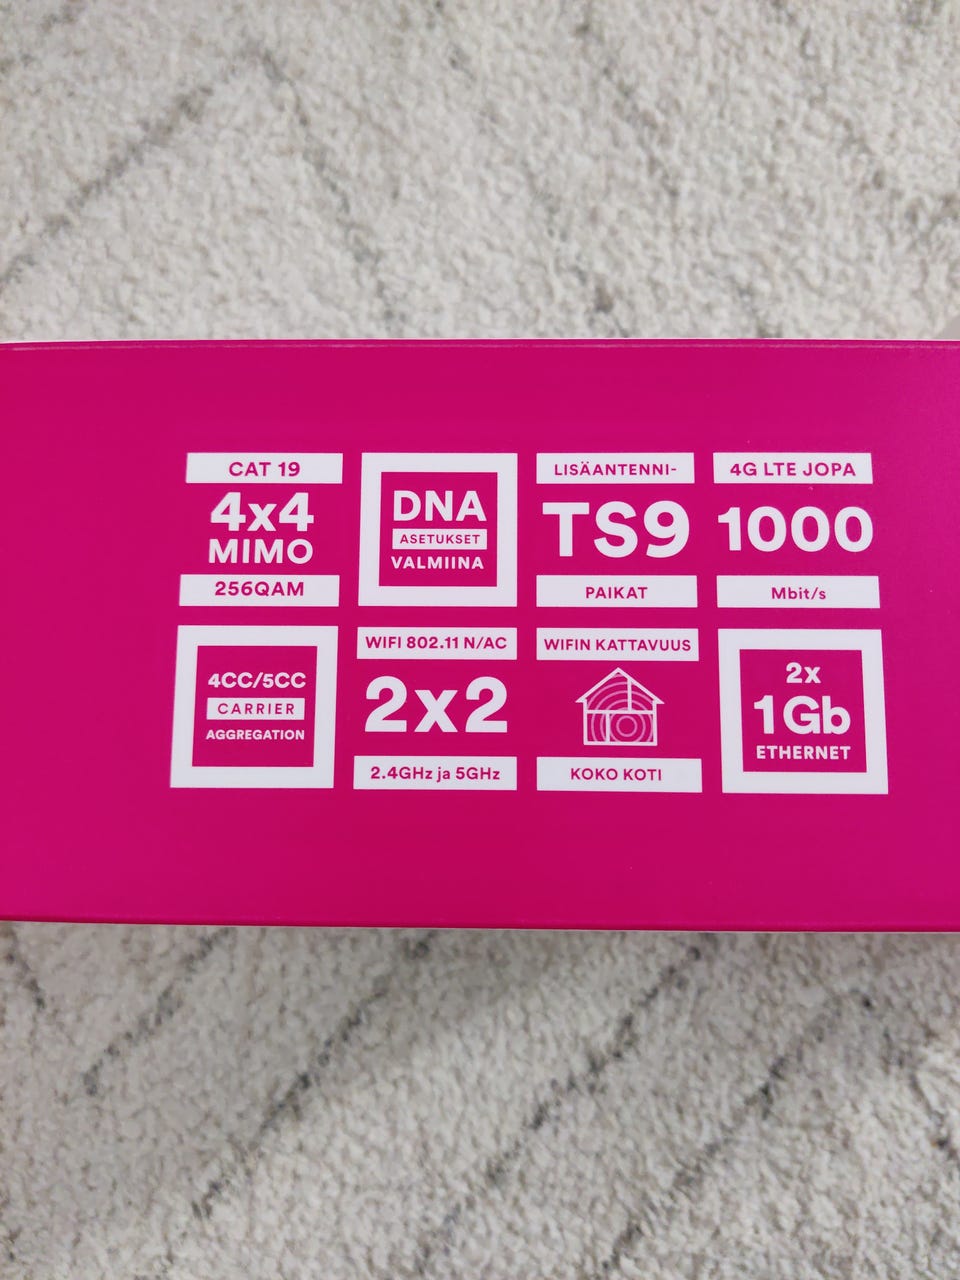 CAT 19
4x4
MIMO
256QAM
DNA
ASETUKSET
VALMIINA
LISÄANTENNI-
TS9
PAIKAT
4G LTE JOPA
1000
Mbit/s
4CC/5CC
CARRIER
AGGREGATION
WIFI 802.11 N/AC
2x2
2.4GHz ja 5GHz
WIFIN KATTAVUUS
KOKO KOTI
2x
1Gb
ETHERNET